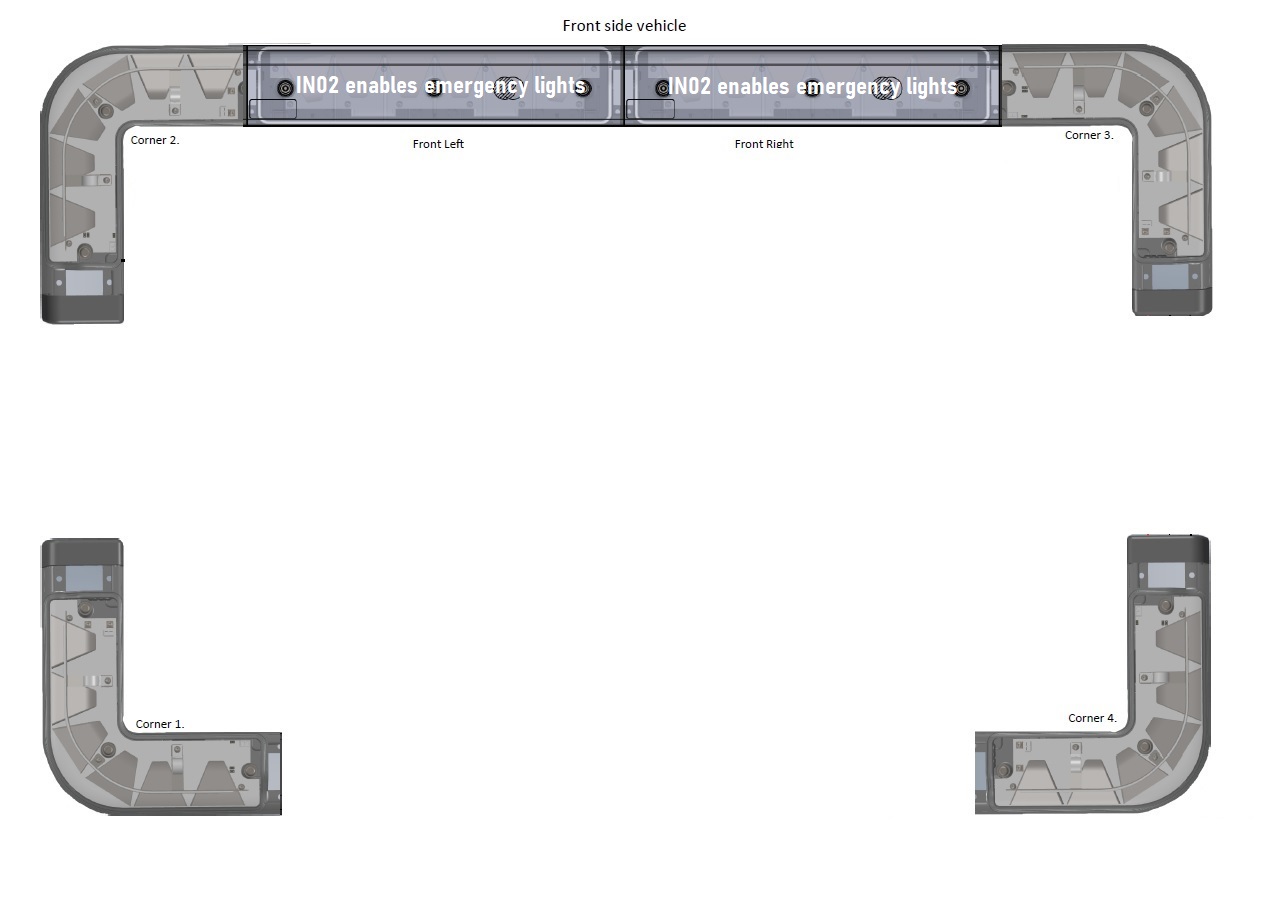 Front side vehicle
IN02 enables emergency lights
IN02 enables emergency lights
Corner 2.
Front Left
Front Right
Corner 3.
Corner 1.
Corner 4.